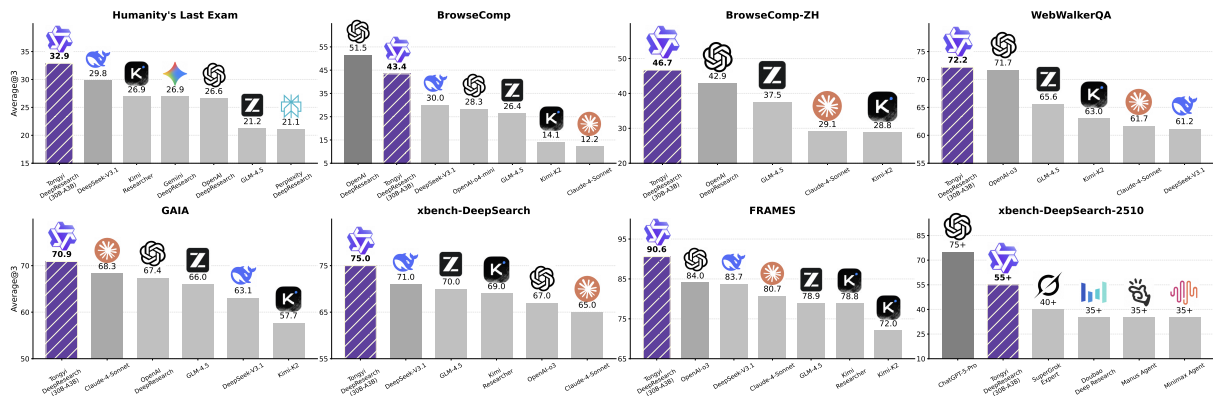 Humanity's Last Exam
Average@3
35
30
25
20
15
32.9
29.8
26.9
26.9
26.6
21.2
21.1
Tongyi
DeepResearch
(30B-A3B)
DeepSeek-V3.1
Kimi
Researcher
Gemini
DeepResearch
OpenAI
DeepResearch
GLM-4.5
Perplexity
DeepResearch
BrowseComp
55
45
35
25
15
5
51.5
43.4
30.0
28.3
26.4
14.1
12.2
OpenAI
DeepResearch
Tongyi
DeepResearch
(30B-A3B)
DeepSeek-V3.1
OpenAI-o4-mini
GLM-4.5
Kimi-K2
Claude-4-Sonnet
BrowseComp-ZH
50
40
30
20
46.7
42.9
37.5
29.1
28.8
Tongyi
DeepResearch
(30B-A3B)
OpenAI
DeepResearch
GLM-4.5
Claude-4-Sonnet
Kimi-K2
WebWalkerQA
75
70
65
60
55
72.2
71.7
65.6
63.0
61.7
61.2
Tongyi
DeepResearch
(30B-A3B)
OpenAI-o3
GLM-4.5
Kimi-K2
Claude-4-Sonnet
DeepSeek-V3.1
GAIA
Average@3
70
60
50
70.9
68.3
67.4
66.0
63.1
57.7
Tongyi
DeepResearch
(30B-A3B)
Claude-4-Sonnet
OpenAI
DeepResearch
GLM-4.5
DeepSeek-V3.1
Kimi-K2
xbench-DeepSearch
75
65
55
75.0
71.0
70.0
69.0
67.0
65.0
Tongyi
DeepResearch
(30B-A3B)
DeepSeek-V3.1
GLM-4.5
Kimi
Researcher
OpenAI-o3
Claude-4-Sonnet
FRAMES
95
85
75
65
90.6
84.0
83.7
80.7
78.9
78.8
72.0
Tongyi
DeepResearch
(30B-A3B)
OpenAI-o3
DeepSeek-V3.1
Claude-4-Sonnet
GLM-4.5
Kimi
Researcher
Kimi-K2
xbench-DeepSearch-2510
85
70
55
40
25
10
75+
55+
40+
35+
35+
35+
ChatGPT-5-Pro
Tongyi
DeepResearch
(30B-A3B)
SuperGrok
Expert
Doubao
Deep Research
Manus Agent
Minimax Agent